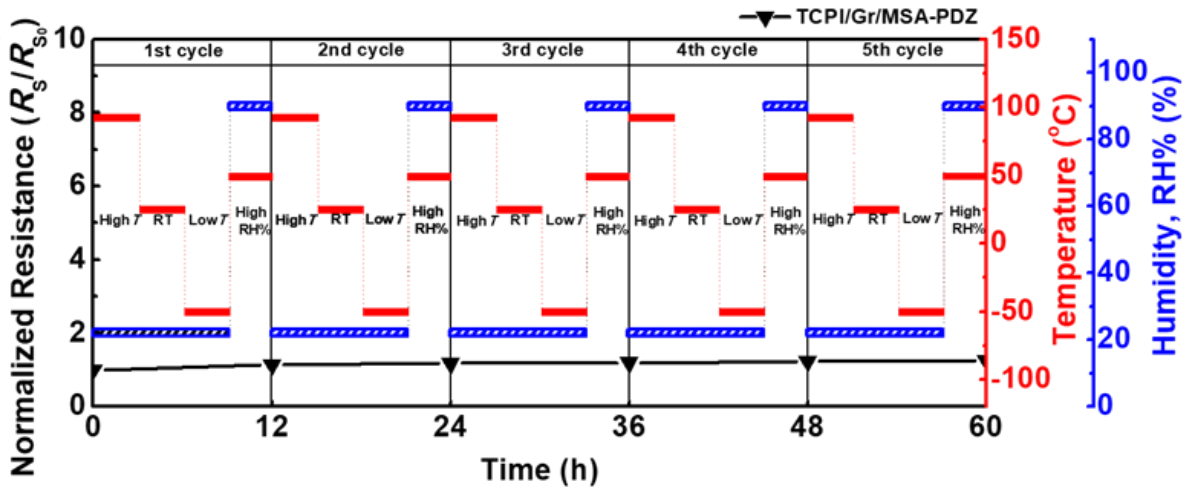 TCPI/Gr/MSA-PDZ
1st cycle 2nd cycle 3rd cycle 4th cycle 5th cycle
Normalized Resistance (RS/RS0)
10
8
6
4
2
0
High T RT Low T High RH%
High T RT Low T High RH%
High T RT Low T High RH%
High T RT Low T High RH%
High T RT Low T High RH%
0 12 24 36 48 60
Time (h)
150
100
50
0
-50
-100
Temperature (°C)
100
80
60
40
20
0
Humidity, RH% (%)